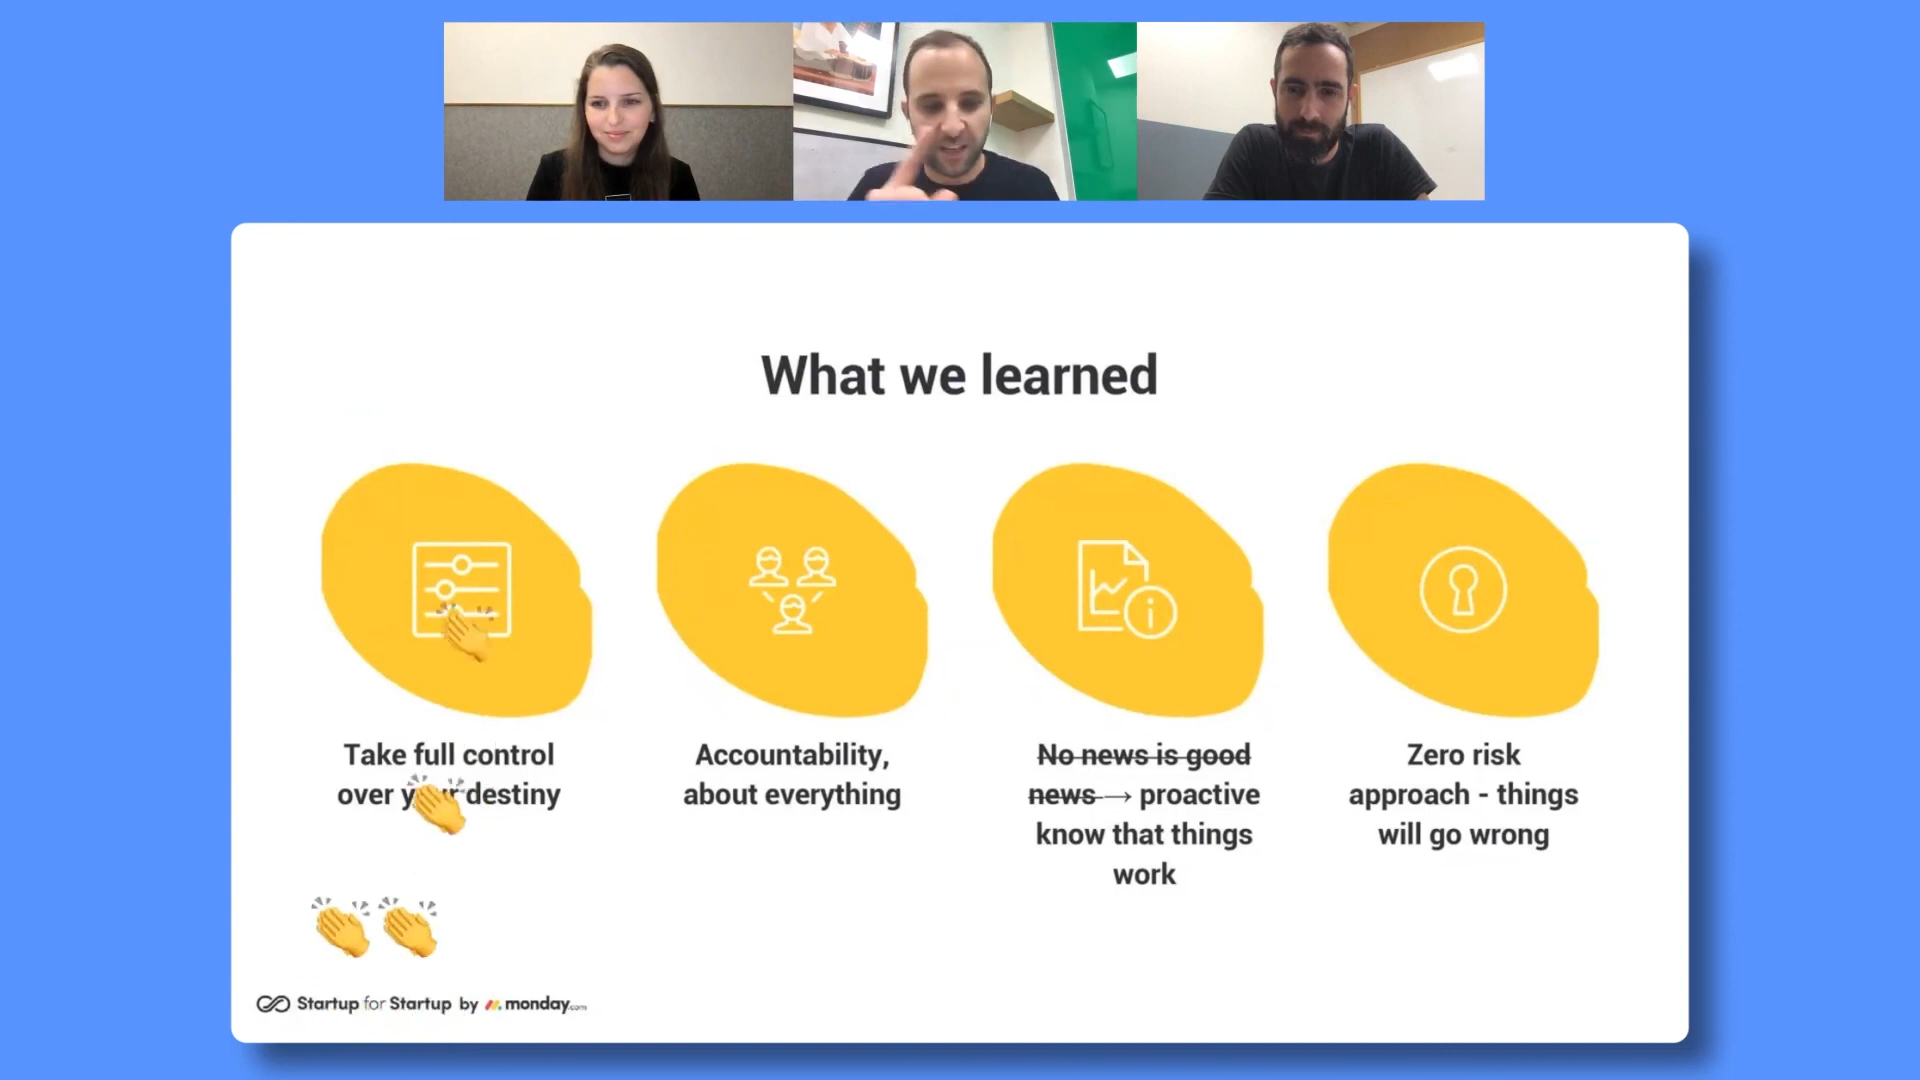 What we learned
Take full control
over your destiny
Accountability,
about everything
No news is good
news → proactive
know that things
work
Zero risk
approach - things
will go wrong
Startup for Startup by monday.com